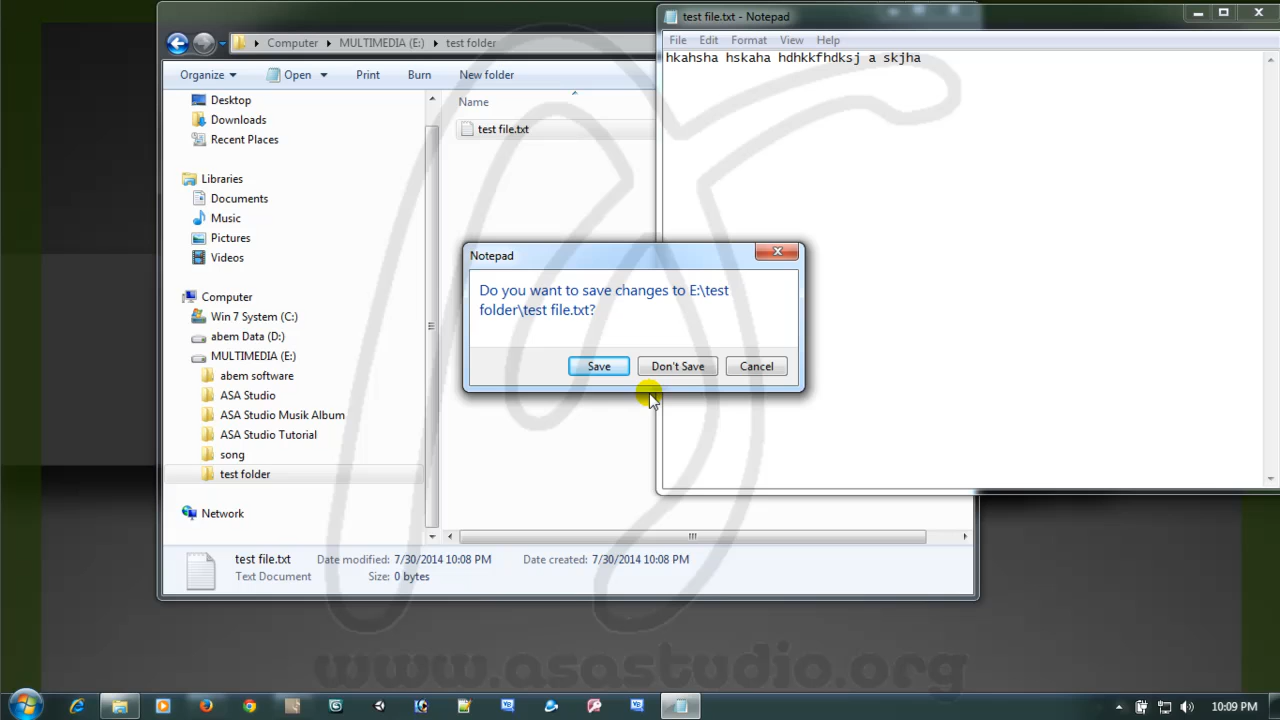 test file.txt - Notepad
Computer
MULTIMEDIA (E:)
test folder
File Edit Format View Help
hkahsha hskaha hdhkkfhdksj a skjha
Organize
Open
Print
Burn
New folder
Name
test file.txt
Desktop
Downloads
Recent Places
Libraries
Documents
Music
Pictures
Videos
Computer
Win 7 System (C:)
abem Data (D:)
MULTIMEDIA (E:)
abem software
ASA Studio
ASA Studio Musik Album
ASA Studio Tutorial
song
test folder
Network
Notepad
Do you want to save changes to E:\test
folder\test file.txt?
Save
Don't Save
Cancel
test file.txt Date modified: 7/30/2014 10:08 PM Date created: 7/30/2014 10:08 PM
Text Document Size: 0 bytes
www.asastudio.org
10:09 PM